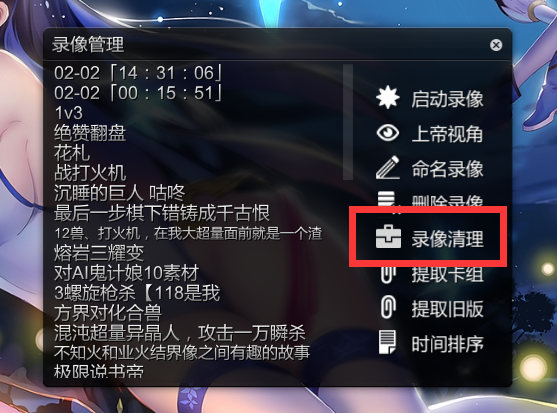 录像管理
02-02「14：31：06」
02-02「00：15：51」
1v3
绝赞翻盘
花札
战打火机
沉睡的巨人 咕咚
最后一步棋下错铸成千古恨
12兽、打火机，在我大超量面前就是一个渣
熔岩三耀变
对AI鬼计娘10素材
3螺旋枪杀【118是我
方界对化合兽
混沌超量异晶人，攻击一万瞬杀
不知火和业火结界像之间有趣的故事
极限说书帝
启动录像
上帝视角
命名录像
删除录像
录像清理
提取卡组
提取旧版
时间排序